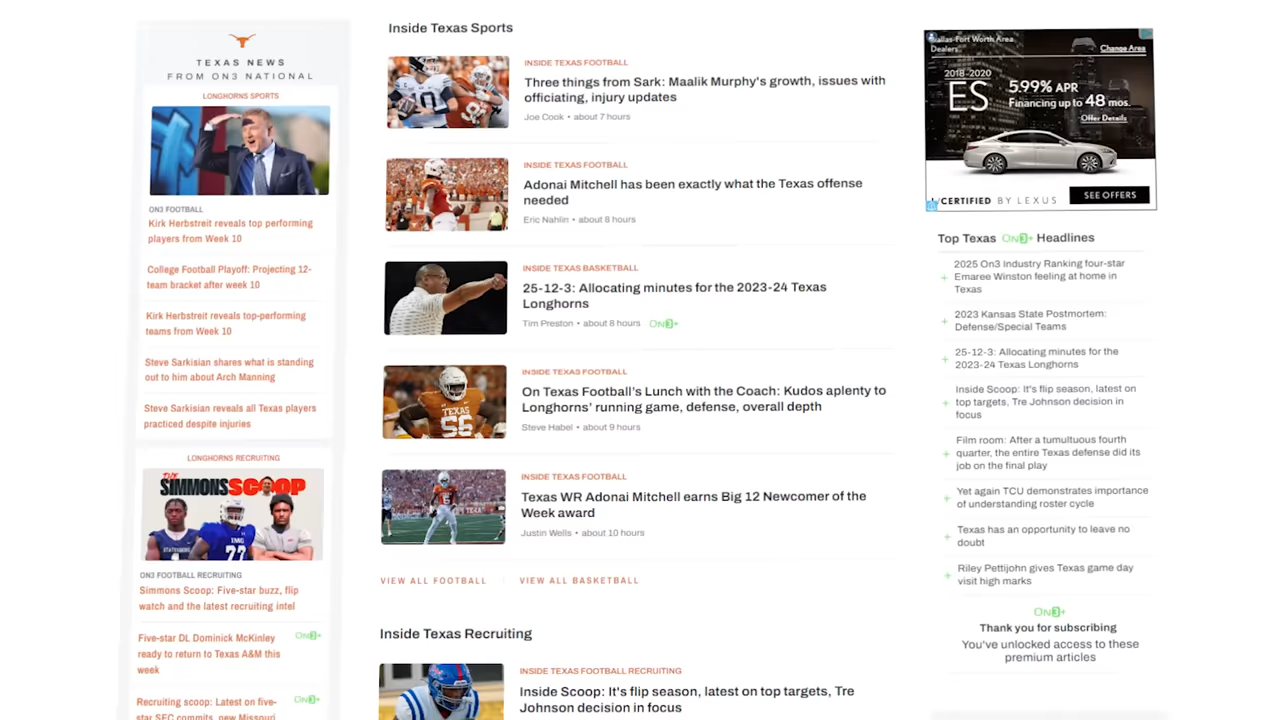 TEXAS NEWS
FROM ON3 NATIONAL
LONGHORNS SPORTS
ON3 FOOTBALL
Kirk Herbstreit reveals top performing
players from Week 10
College Football Playoff: Projecting 12-
team bracket after week 10
Kirk Herbstreit reveals top-performing
teams from Week 10
Steve Sarkisian shares what is standing
out to him about Arch Manning
Steve Sarkisian reveals all Texas players
practiced despite injuries
LONGHORNS RECRUITING
THE
SIMMONS SCOOP
ON3 FOOTBALL RECRUITING
Simmons Scoop: Five-star buzz, flip
watch and the latest recruiting intel
Five-star DL Dominick McKinley
ready to return to Texas A&M this
week
ON3+
Recruiting scoop: Latest on five-
star SEC commits, new Missouri
ON3+
Inside Texas Sports
INSIDE TEXAS FOOTBALL
Three things from Sark: Maalik Murphy's growth, issues with
officiating, injury updates
Joe Cook • about 7 hours
INSIDE TEXAS FOOTBALL
Adonai Mitchell has been exactly what the Texas offense
needed
Eric Nahlin • about 8 hours
INSIDE TEXAS BASKETBALL
25-12-3: Allocating minutes for the 2023-24 Texas
Longhorns
Tim Preston • about 8 hours ON3+
INSIDE TEXAS FOOTBALL
On Texas Football's Lunch with the Coach: Kudos aplenty to
Longhorns' running game, defense, overall depth
Steve Habel • about 9 hours
TEXAS
56
INSIDE TEXAS FOOTBALL
Texas WR Adonai Mitchell earns Big 12 Newcomer of the
Week award
Justin Wells • about 10 hours
VIEW ALL FOOTBALL
VIEW ALL BASKETBALL
Inside Texas Recruiting
INSIDE TEXAS FOOTBALL RECRUITING
Inside Scoop: It's flip season, latest on top targets, Tre
Johnson decision in focus
Dallas-Fort Worth Area
Dealers
Change Area
2018-2020
ES
5.99% APR
Financing up to 48 mos.
Offer Details
L/CERTIFIED BY LEXUS
SEE OFFERS
Top Texas ON3+ Headlines
+ 2025 On3 Industry Ranking four-star
Emaree Winston feeling at home in
Texas
+ 2023 Kansas State Postmortem:
Defense/Special Teams
+ 25-12-3: Allocating minutes for the
2023-24 Texas Longhorns
+ Inside Scoop: It's flip season, latest on
top targets, Tre Johnson decision in
focus
+ Film room: After a tumultuous fourth
quarter, the entire Texas defense did its
job on the final play
+ Yet again TCU demonstrates importance
of understanding roster cycle
+ Texas has an opportunity to leave no
doubt
+ Riley Pettijohn gives Texas game day
visit high marks
ON3+
Thank you for subscribing
You've unlocked access to these
premium articles